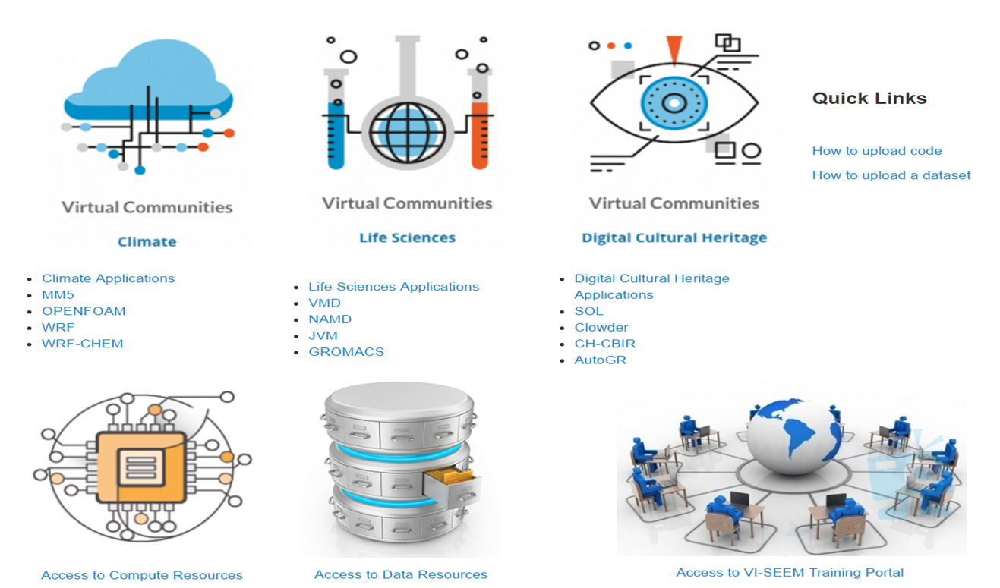 Virtual Communities
Climate
Virtual Communities
Life Sciences
Virtual Communities
Digital Cultural Heritage
Quick Links
How to upload code
How to upload a dataset
Climate Applications
MM5
OPENFOAM
WRF
WRF-CHEM
Life Sciences Applications
VMD
NAMD
JVM
GROMACS
Digital Cultural Heritage
Applications
SOL
Clowder
CH-CBIR
AutoGR
Access to Compute Resources
Access to Data Resources
Access to VI-SEEM Training Portal